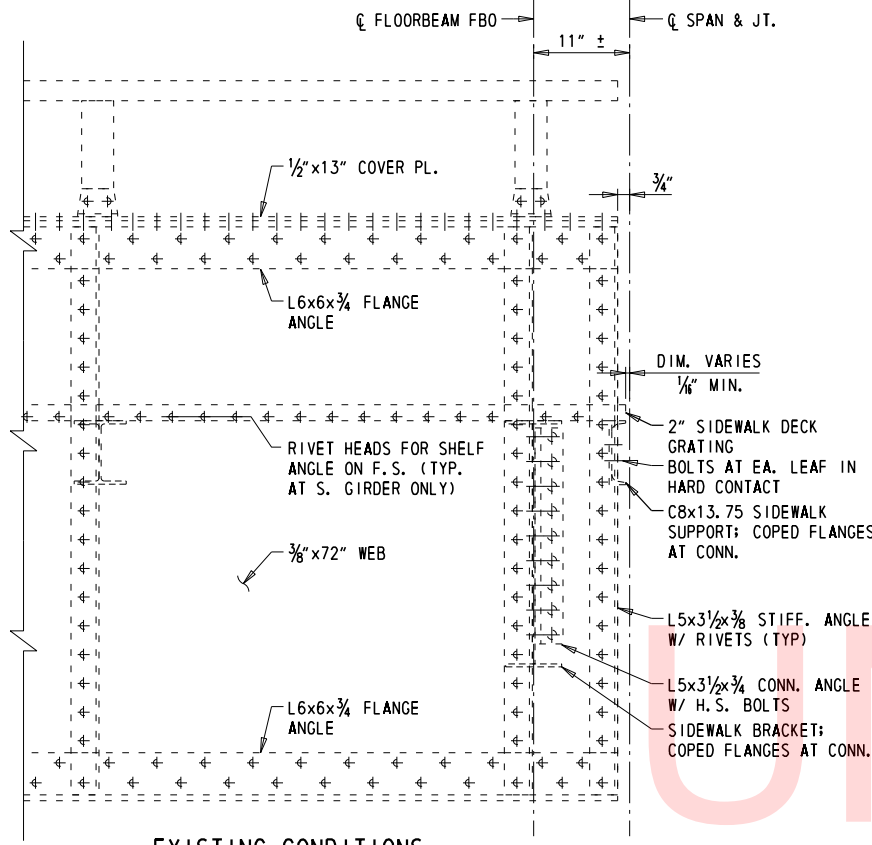 ℄ FLOORBEAM FB0
℄ SPAN & JT.
11" ±
½"x13" COVER PL.
¾"
L6x6x¾ FLANGE
ANGLE
DIM. VARIES
1/16" MIN.
2" SIDEWALK DECK
GRATING
BOLTS AT EA. LEAF IN
HARD CONTACT
C8x13.75 SIDEWALK
SUPPORT; COPED FLANGES
AT CONN.
RIVET HEADS FOR SHELF
ANGLE ON F.S. (TYP.
AT S. GIRDER ONLY)
⅜"x72" WEB
L5x3½x⅜ STIFF. ANGLE
W/ RIVETS (TYP)
L5x3½x¾ CONN. ANGLE
W/ H.S. BOLTS
SIDEWALK BRACKET;
COPED FLANGES AT CONN.
L6x6x¾ FLANGE
ANGLE
EXISTING CONDITIONS